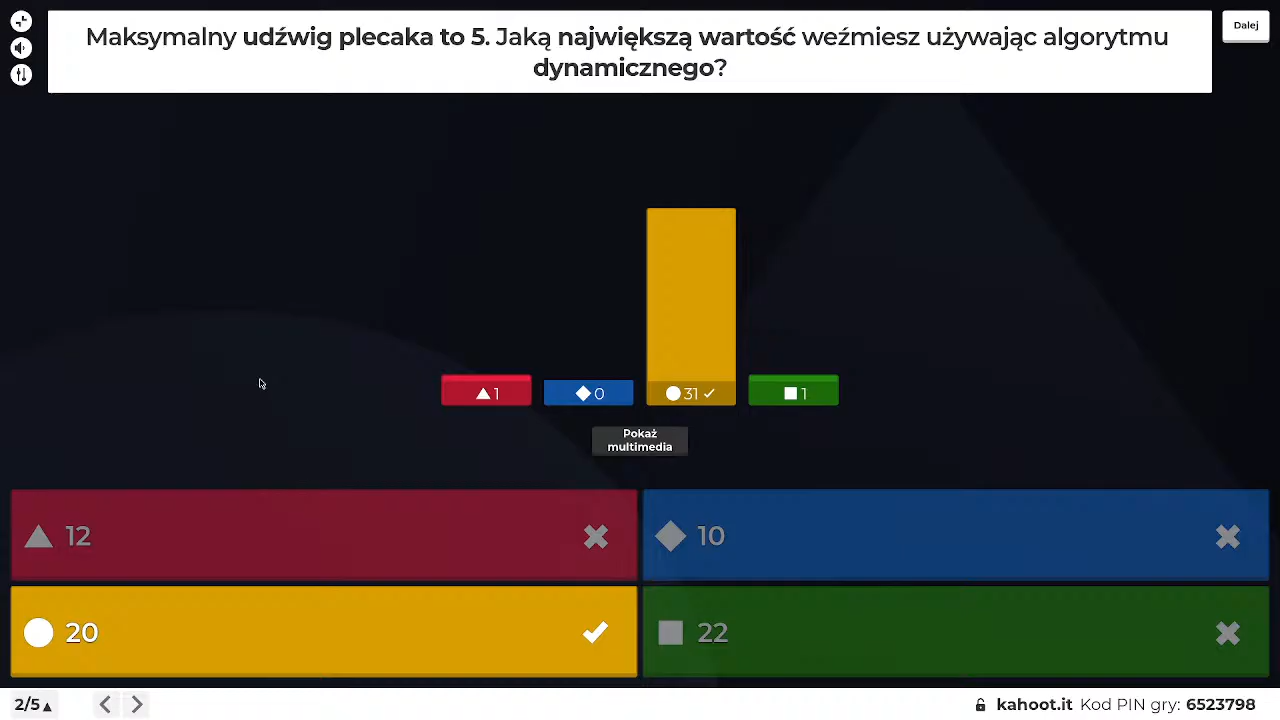 Maksymalny udźwig plecaka to 5. Jaką największą wartość weźmiesz używając algorytmu
dynamicznego?
Dalej
1
0
31
1
Pokaż
multimedia
12
10
20
22
2/5
kahoot.it Kod PIN gry: 6523798